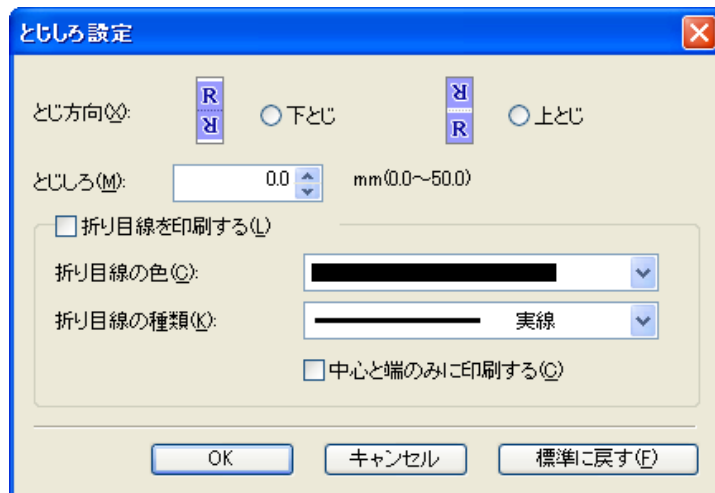 とじしろ設定
とじ方向(X): R R 下とじ R R 上とじ
とじしろ(M): 0.0 mm(0.0～50.0)
折り目線を印刷する(L)
折り目線の色(C):
折り目線の種類(K): 実線
中心と端のみに印刷する(C)
OK キャンセル 標準に戻す(F)